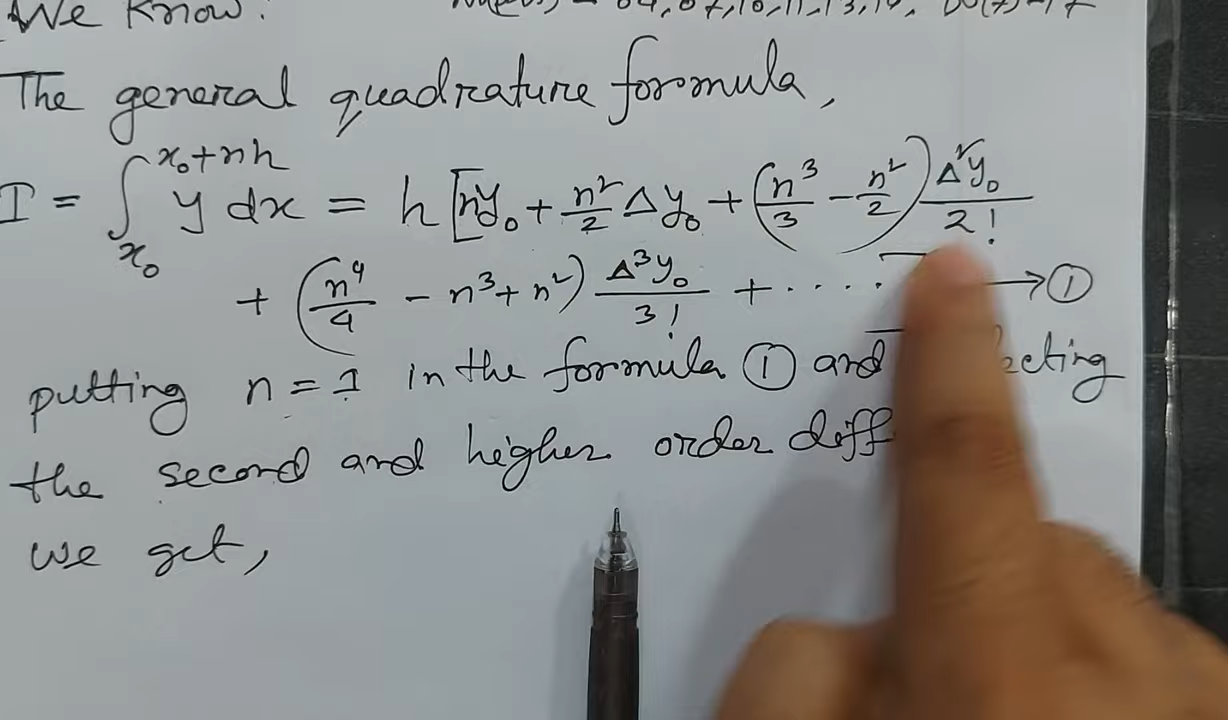 We Know:
The general quadrature formula,
I = ∫_{x₀}^{x₀+nh} y dx = h [ny₀ + n²/2 Δy₀ + (n³/3 − n²/2) Δ²y₀/2!
+ (n⁴/4 − n³ + n²) Δ³y₀/3! + ....] → ①
putting n = 1 in the formula ① and
the second and higher order diff
we get,